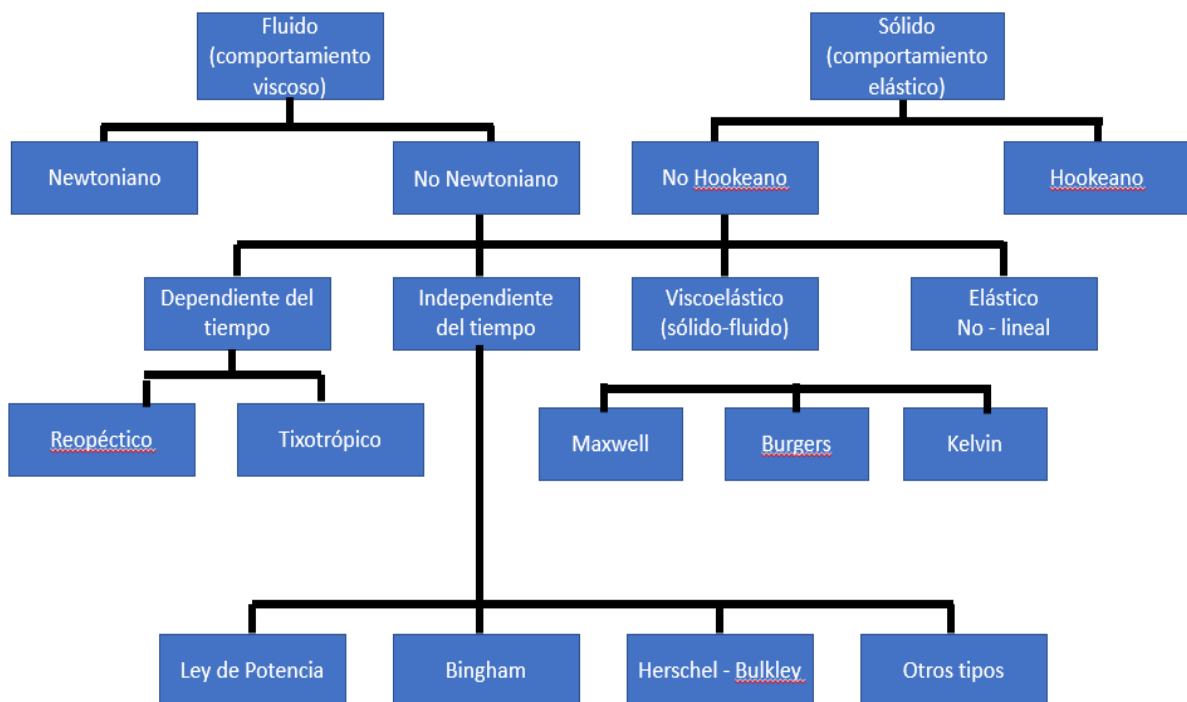 Fluido
(comportamiento
viscoso)
Sólido
(comportamiento
elástico)
Newtoniano
No Newtoniano
No Hookeano
Hookeano
Dependiente del
tiempo
Independiente
del tiempo
Viscoelástico
(sólido-fluido)
Elástico
No - lineal
Reopéctico
Tixotrópico
Maxwell
Burgers
Kelvin
Ley de Potencia
Bingham
Herschel - Bulkley
Otros tipos